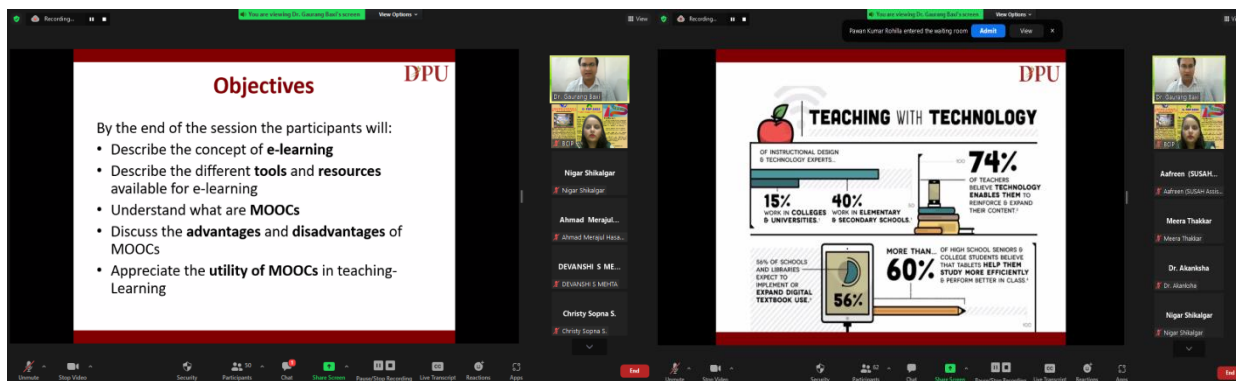 Recording...
You are viewing Dr. Gaurang Baxi's screen
View Options
View
DPU
Objectives
By the end of the session the participants will:
• Describe the concept of e-learning
• Describe the different tools and resources
available for e-learning
• Understand what are MOOCs
• Discuss the advantages and disadvantages of
MOOCs
• Appreciate the utility of MOOCs in teaching-
Learning
Dr. Gaurang Baxi
BDP
Nigar Shikalgar
Nigar Shikalgar
Ahmad Merajul...
Ahmad Merajul Hasa...
DEVANSHI S ME...
DEVANSHI S MEHTA
Christy Sopna S.
Christy Sopna S.
Unmute
Stop Video
Security
Participants
30
Chat
Share Screen
Pause/Stop Recording
Live Transcript
Reactions
Apps
End
Recording...
You are viewing Dr. Gaurang Baxi's screen
View Options
Pawan Kumar Rohilla entered the waiting room
Admit
View
DPU
TEACHING WITH TECHNOLOGY
OF INSTRUCTIONAL DESIGN
& TECHNOLOGY EXPERTS...
15%
WORK IN COLLEGES
& UNIVERSITIES.
40%
WORK IN ELEMENTARY
& SECONDARY SCHOOLS.
100
50
74%
OF TEACHERS
BELIEVE TECHNOLOGY
ENABLES THEM TO
REINFORCE & EXPAND
THEIR CONTENT.
56% OF SCHOOLS
AND LIBRARIES
EXPECT TO
IMPLEMENT OR
EXPAND DIGITAL
TEXTBOOK USE.
56%
MORE THAN...
60%
OF HIGH SCHOOL SENIORS &
COLLEGE STUDENTS BELIEVE
THAT TABLETS HELP THEM
STUDY MORE EFFICIENTLY
& PERFORM BETTER IN CLASS.
100
Dr. Gaurang Baxi
BDP
Aafreen (SUSAH...
Aafreen (SUSAH Assis...
Meera Thakkar
Meera Thakkar
Dr. Akanksha
Dr. Akanksha
Nigar Shikalgar
Nigar Shikalgar
Unmute
Stop Video
Security
Participants
62
Chat
Share Screen
Pause/Stop Recording
Live Transcript
Reactions
Apps
End